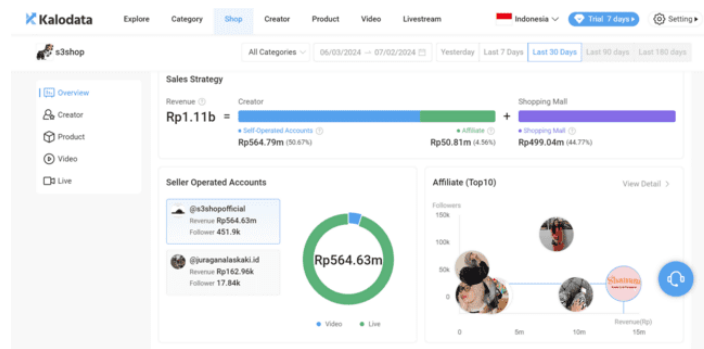 Kalodata Explore Category Shop Creator Product Video Livestream Indonesia Trial 7 days Setting
s3shop All Categories 06/03/2024 → 07/02/2024 Yesterday Last 7 Days Last 30 Days Last 90 days Last 180 days
Overview
Creator
Product
Video
Live
Sales Strategy
Revenue Creator Shopping Mall
Rp1.11b = +
Self-Operated Accounts Affiliate Shopping Mall
Rp564.79m (50.67%) Rp50.81m (4.56%) Rp499.04m (44.77%)
Seller Operated Accounts
@s3shopofficial
Revenue Rp564.63m
Follower 451.9k
@juraganalaskaki.id
Revenue Rp162.96k
Follower 17.84k
Rp564.63m
Video Live
Affiliate (Top10) View Detail
Followers
150k
100k
50k
0
0 5m 10m 15m
Revenue(Rp)